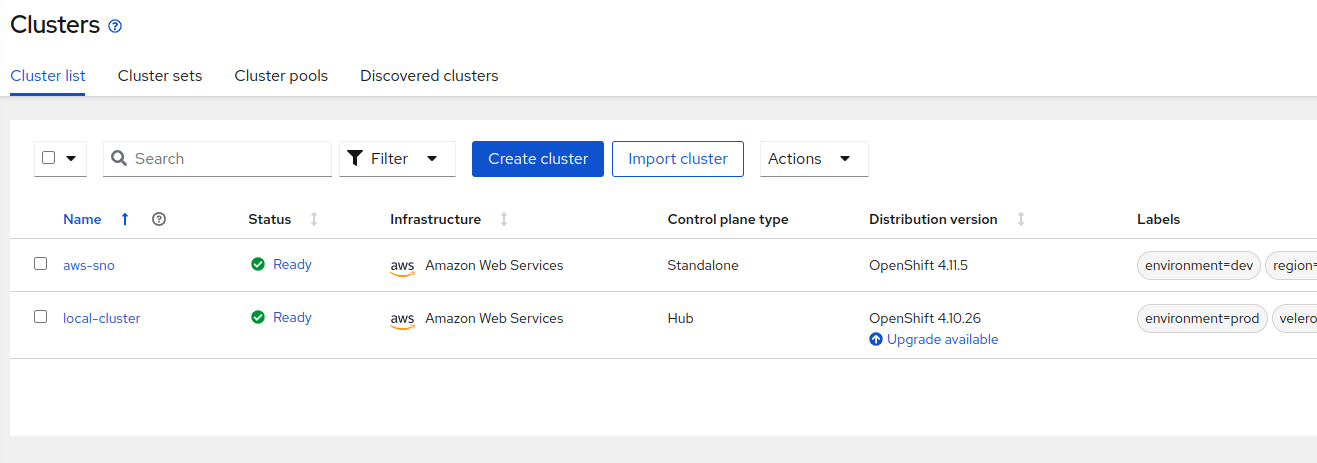 Clusters
Cluster list Cluster sets Cluster pools Discovered clusters
Search Filter Create cluster Import cluster Actions
Name Status Infrastructure Control plane type Distribution version Labels
aws-sno Ready aws Amazon Web Services Standalone OpenShift 4.11.5 environment=dev region=
local-cluster Ready aws Amazon Web Services Hub OpenShift 4.10.26 environment=prod velero
Upgrade available